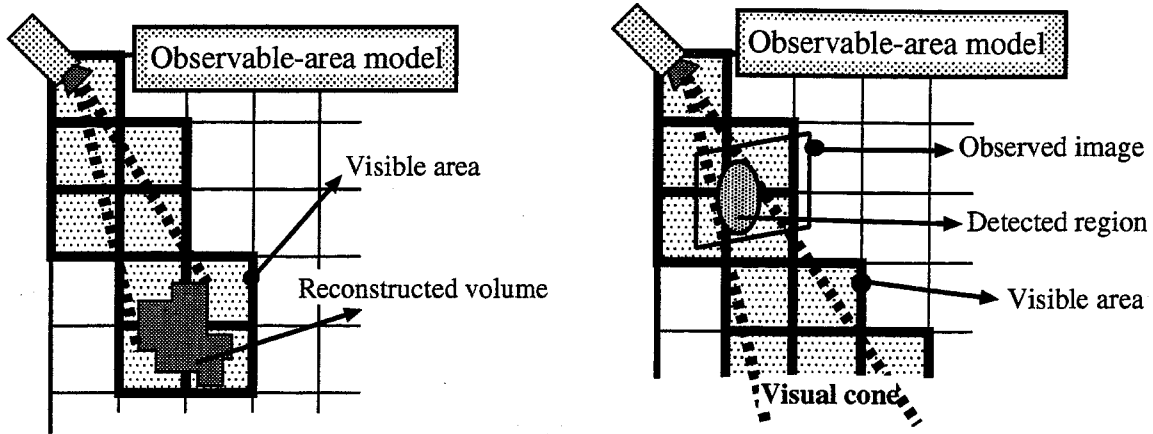 Observable-area model
Visible area
Reconstructed volume
Observable-area model
Observed image
Detected region
Visible area
Visual cone